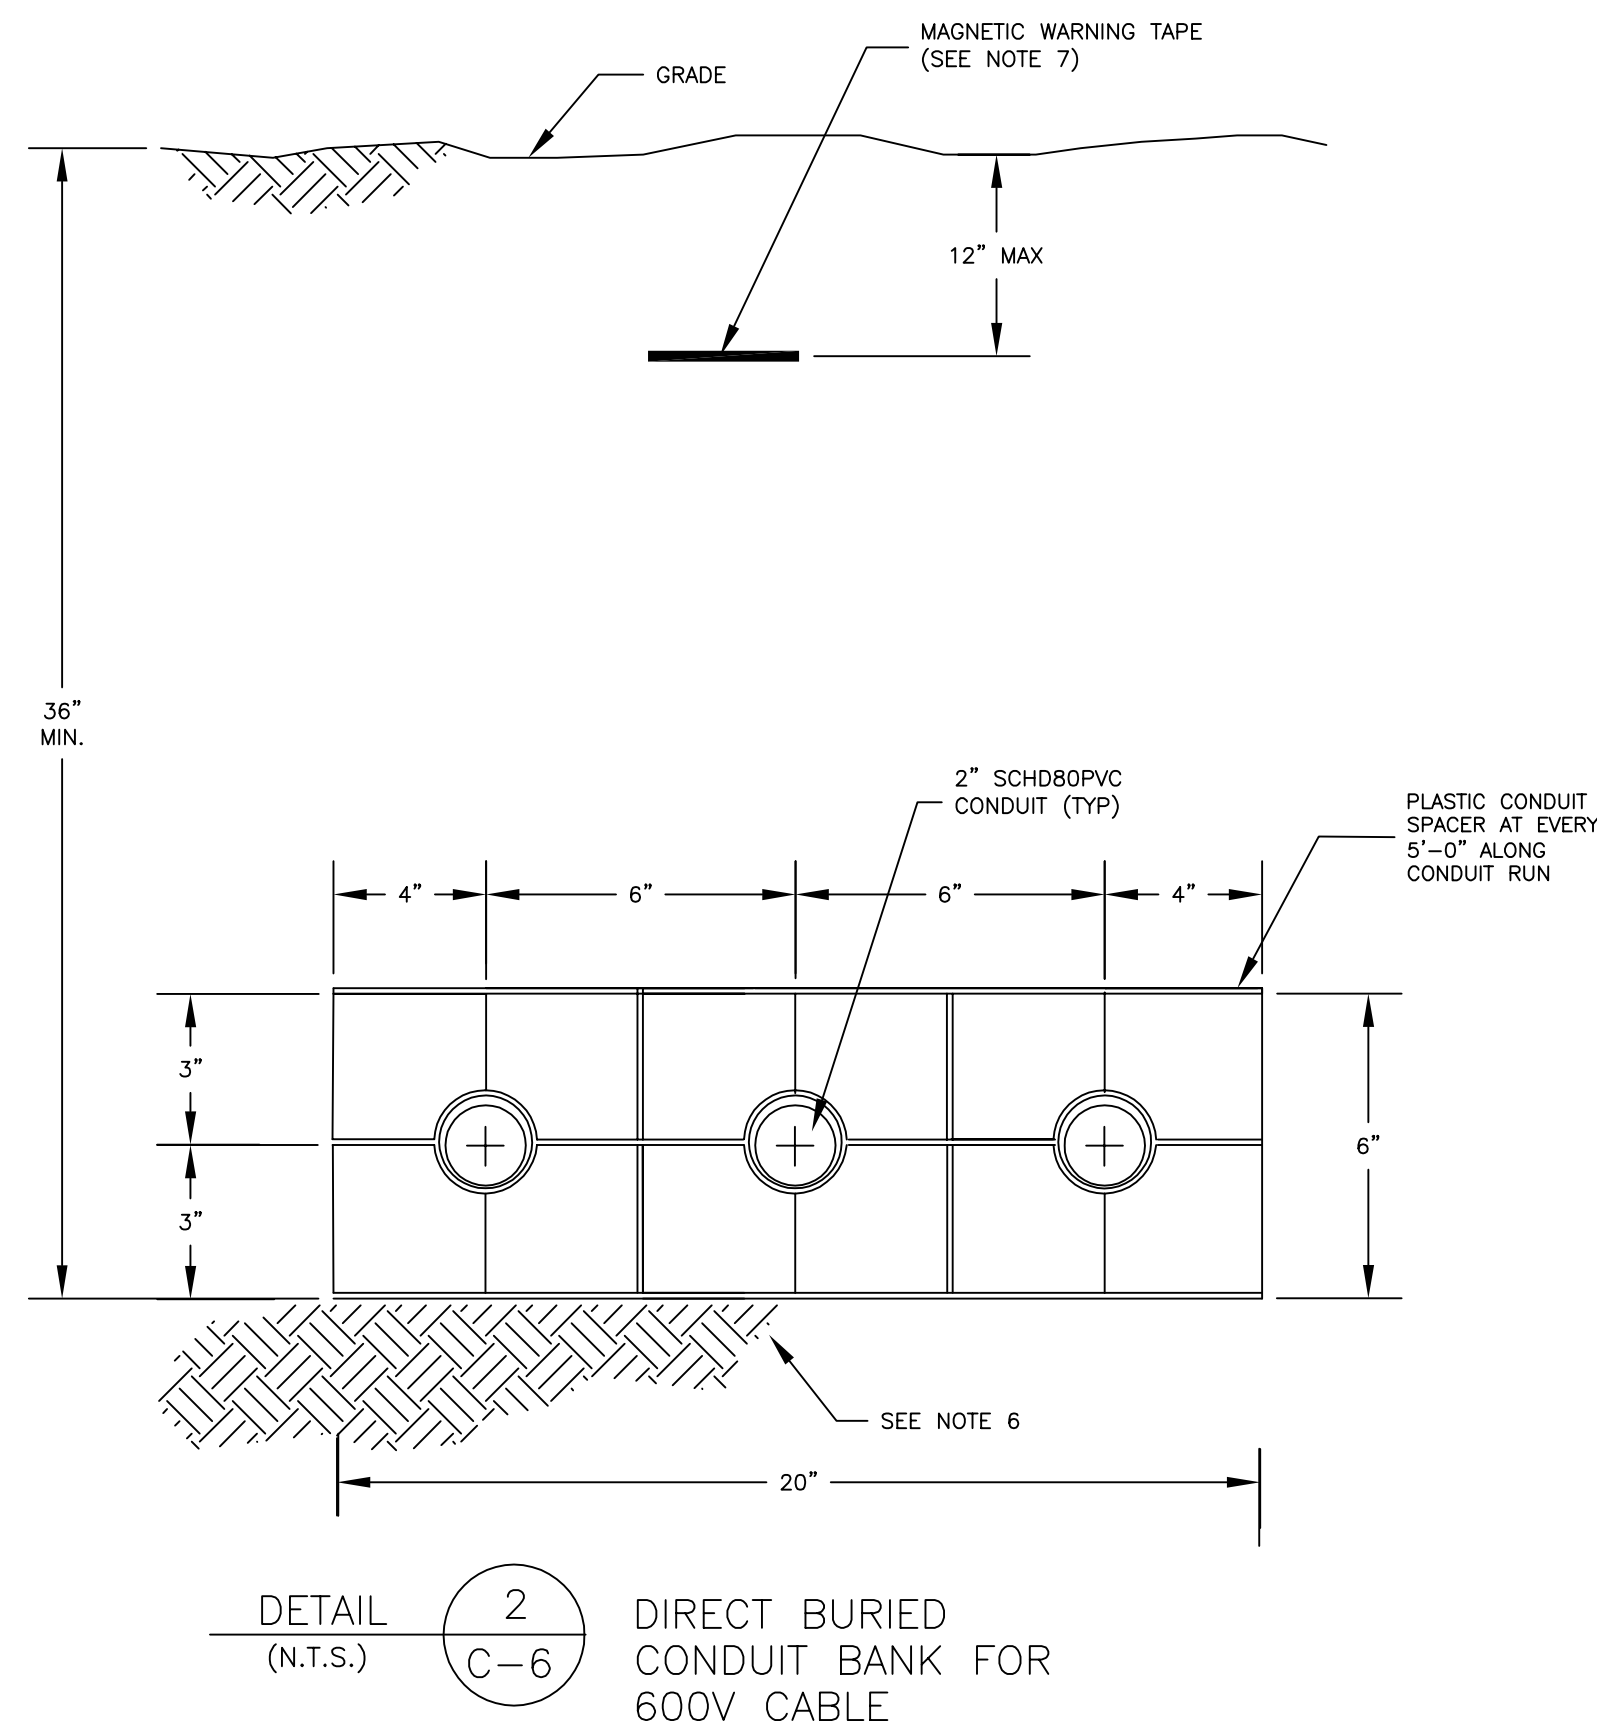 MAGNETIC WARNING TAPE
(SEE NOTE 7)
GRADE
12" MAX
36"
MIN.
2" SCHD80PVC
CONDUIT (TYP)
PLASTIC CONDUIT
SPACER AT EVERY
5'-0" ALONG
CONDUIT RUN
4"
6"
6"
4"
3"
3"
6"
SEE NOTE 6
20"
DETAIL
(N.T.S.)
2
C-6
DIRECT BURIED
CONDUIT BANK FOR
600V CABLE